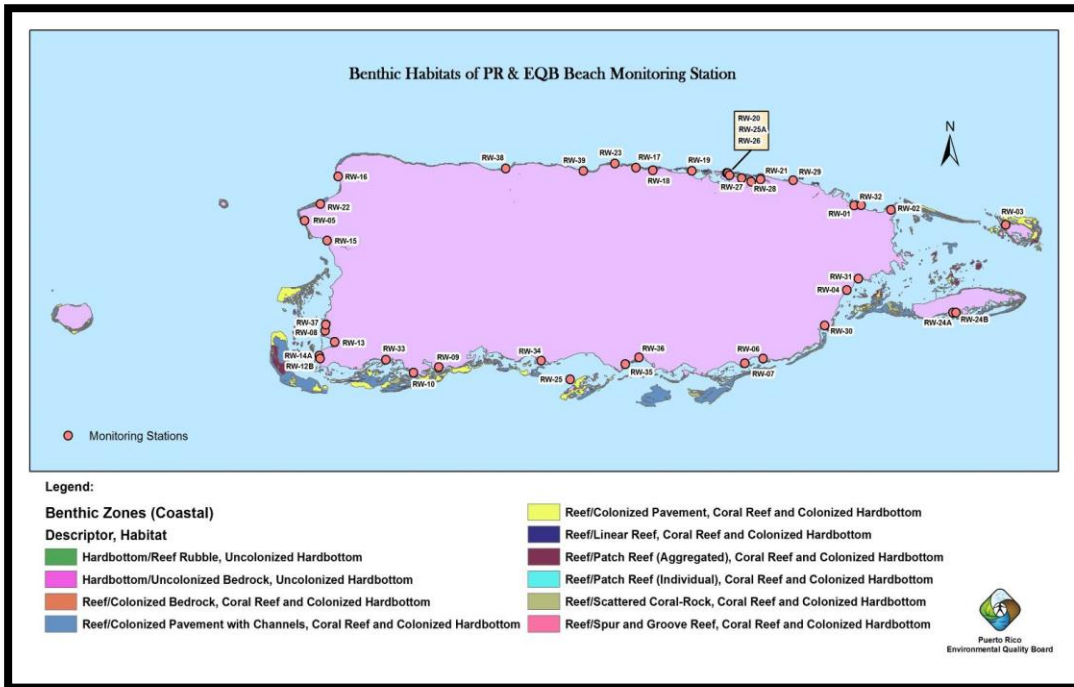 Benthic Habitats of PR & EQB Beach Monitoring Station
RW-20
RW-25A
RW-26
N
RW-38
RW-39
RW-23
RW-17
RW-18
RW-19
RW-27
RW-21
RW-28
RW-29
RW-16
RW-22
RW-05
RW-15
RW-01
RW-32
RW-02
RW-03
RW-31
RW-04
RW-24A
RW-24B
RW-30
RW-37
RW-08
RW-13
RW-14A
RW-12B
RW-33
RW-10
RW-09
RW-34
RW-25
RW-36
RW-35
RW-06
RW-07
Monitoring Stations
Legend:
Benthic Zones (Coastal)
Descriptor, Habitat
Hardbottom/Reef Rubble, Uncolonized Hardbottom
Hardbottom/Uncolonized Bedrock, Uncolonized Hardbottom
Reef/Colonized Bedrock, Coral Reef and Colonized Hardbottom
Reef/Colonized Pavement with Channels, Coral Reef and Colonized Hardbottom
Reef/Colonized Pavement, Coral Reef and Colonized Hardbottom
Reef/Linear Reef, Coral Reef and Colonized Hardbottom
Reef/Patch Reef (Aggregated), Coral Reef and Colonized Hardbottom
Reef/Patch Reef (Individual), Coral Reef and Colonized Hardbottom
Reef/Scattered Coral-Rock, Coral Reef and Colonized Hardbottom
Reef/Spur and Groove Reef, Coral Reef and Colonized Hardbottom
Puerto Rico
Environmental Quality Board